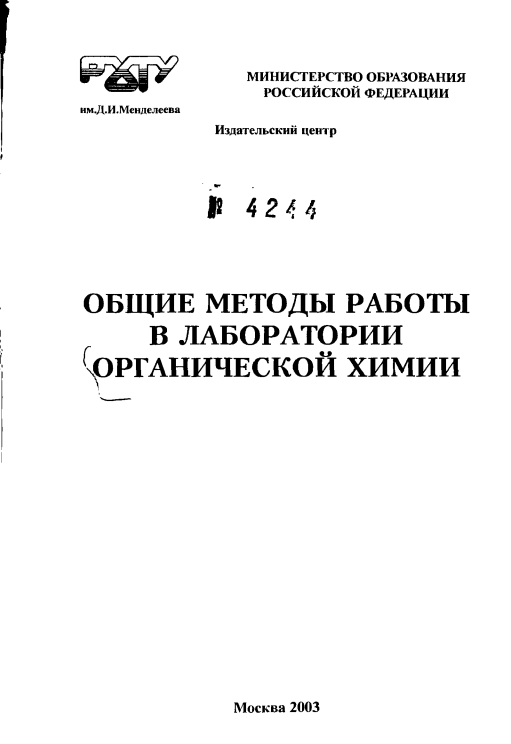 РХТУ
им.Д.И.Менделеева
МИНИСТЕРСТВО ОБРАЗОВАНИЯ
РОССИЙСКОЙ ФЕДЕРАЦИИ
Издательский центр
№ 4244
ОБЩИЕ МЕТОДЫ РАБОТЫ
В ЛАБОРАТОРИИ
ОРГАНИЧЕСКОЙ ХИМИИ
Москва 2003